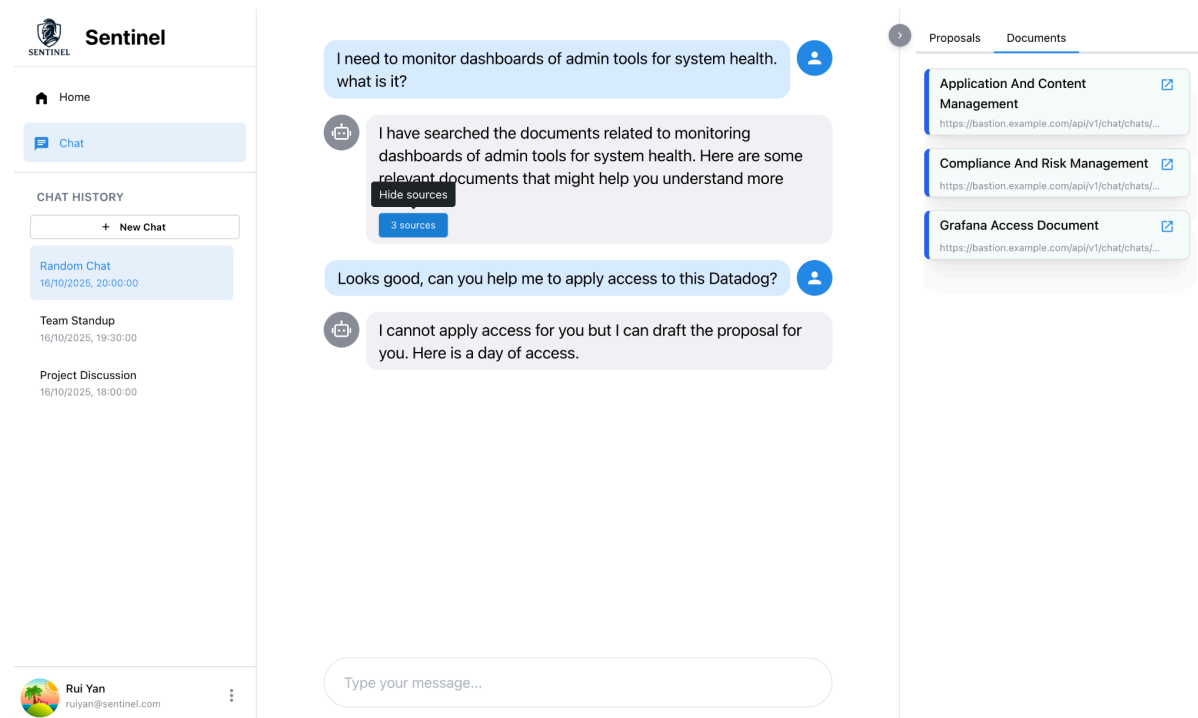 SENTINEL
Sentinel
Home
Chat
CHAT HISTORY
+ New Chat
Random Chat
16/10/2025, 20:00:00
Team Standup
16/10/2025, 19:30:00
Project Discussion
16/10/2025, 18:00:00
Rui Yan
ruiyan@sentinel.com
I need to monitor dashboards of admin tools for system health.
what is it?
I have searched the documents related to monitoring
dashboards of admin tools for system health. Here are some
relevant documents that might help you understand more
Hide sources
3 sources
Looks good, can you help me to apply access to this Datadog?
I cannot apply access for you but I can draft the proposal for
you. Here is a day of access.
Type your message...
Proposals Documents
Application And Content
Management
https://bastion.example.com/api/v1/chat/chats/...
Compliance And Risk Management
https://bastion.example.com/api/v1/chat/chats/...
Grafana Access Document
https://bastion.example.com/api/v1/chat/chats/...